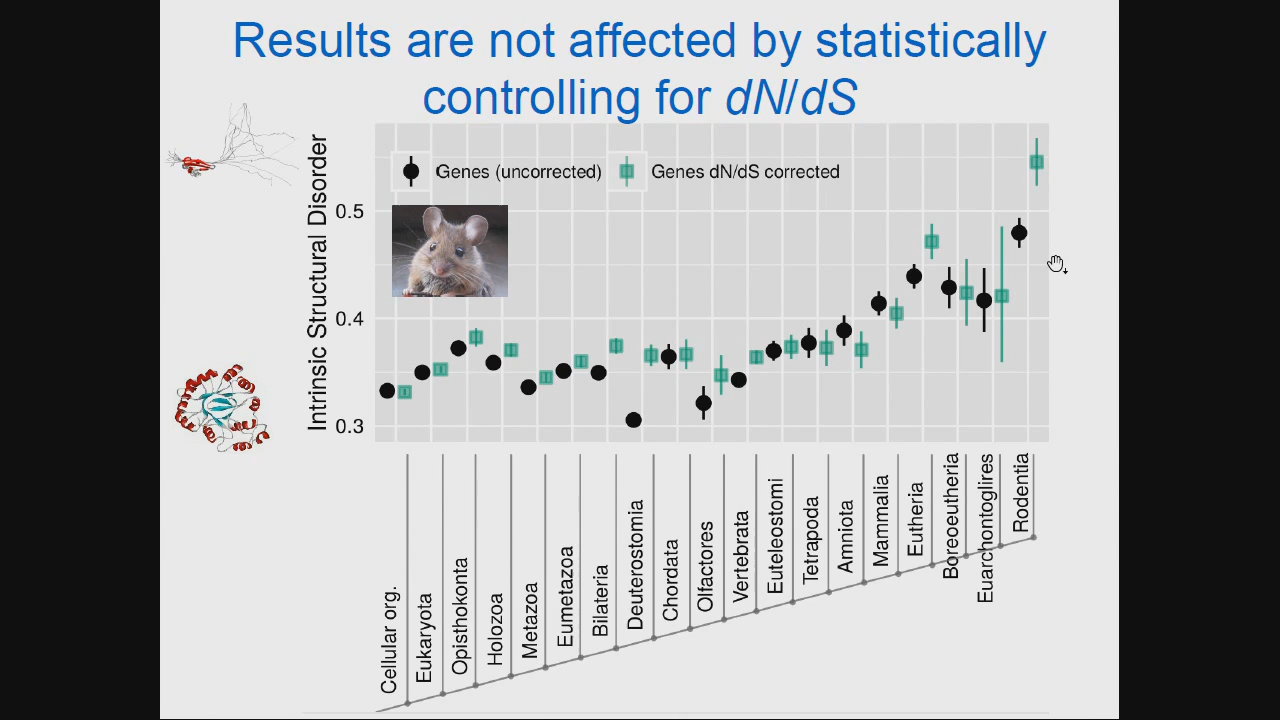 Results are not affected by statistically
controlling for dN/dS
Intrinsic Structural Disorder
Genes (uncorrected)
Genes dN/dS corrected
0.5
0.4
0.3
Cellular org.
Eukaryota
Opisthokonta
Holozoa
Metazoa
Eumetazoa
Bilateria
Deuterostomia
Chordata
Olfactores
Vertebrata
Euteleostomi
Tetrapoda
Amniota
Mammalia
Eutheria
Boreoeutheria
Euarchontoglires
Rodentia